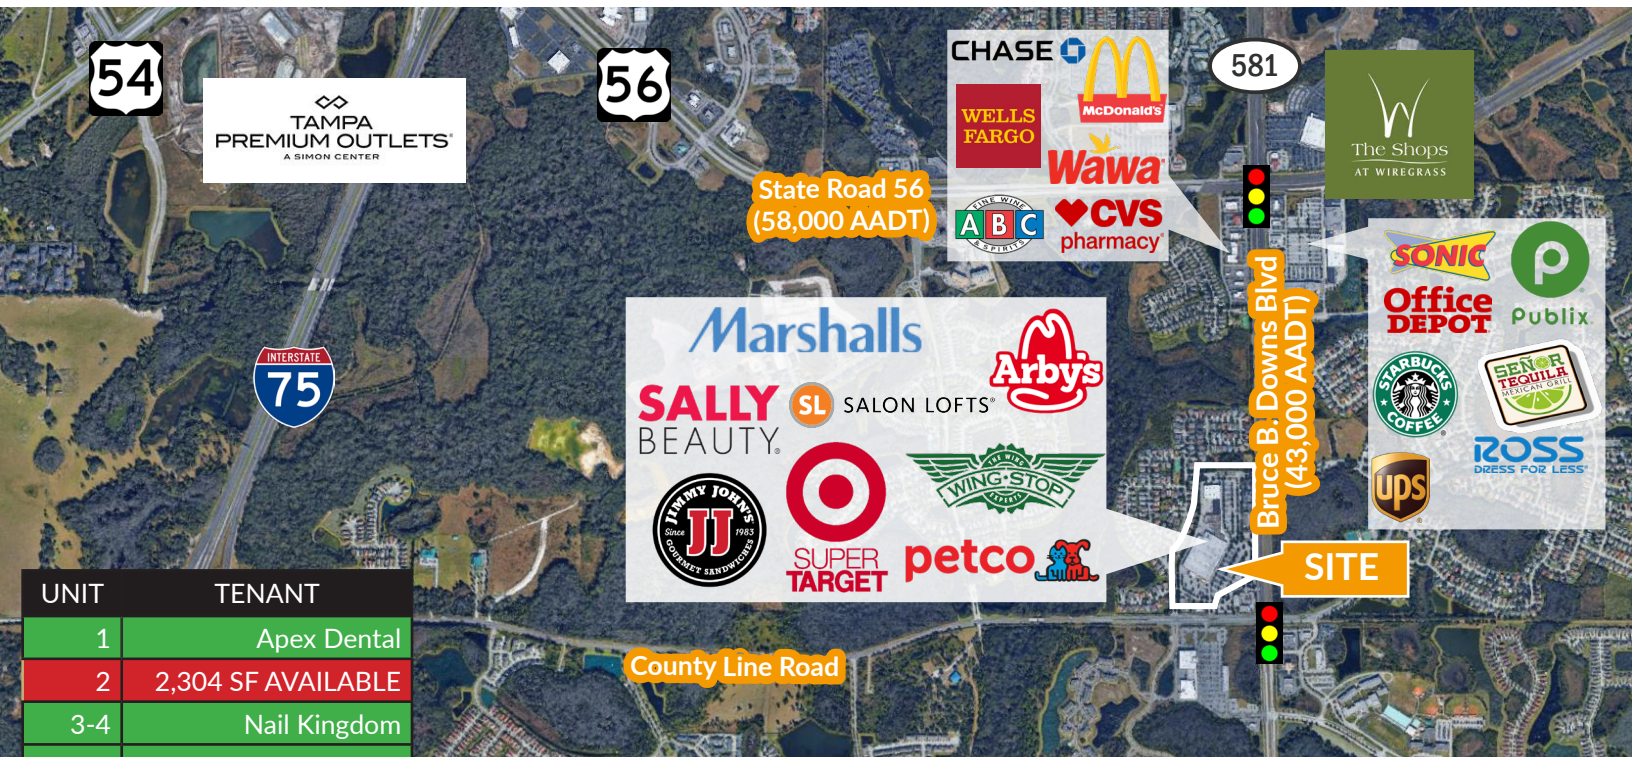 54
TAMPA
PREMIUM OUTLETS®
A SIMON CENTER
56
CHASE
McDonald's
WELLS
FARGO
Wawa
FINE WINE
ABC
& SPIRITS
CVS
pharmacy®
581
The Shops
AT WIREGRASS
State Road 56
(58,000 AADT)
Bruce B. Downs Blvd
(43,000 AADT)
SONIC
P
Publix
Office
DEPOT
STARBUCKS
COFFEE
SEÑOR
TEQUILA
MEXICAN GRILL
ROSS
DRESS FOR LESS®
ups
INTERSTATE
75
Marshalls
Arby's
SALLY
BEAUTY®
SL SALON LOFTS®
JIMMY JOHN'S
Since JJ 1983
GOURMET SANDWICHES
SUPER
TARGET
THE WING
WING·STOP
EXPERTS
petco
SITE
County Line Road
UNIT TENANT
1 Apex Dental
2 2,304 SF AVAILABLE
3-4 Nail Kingdom